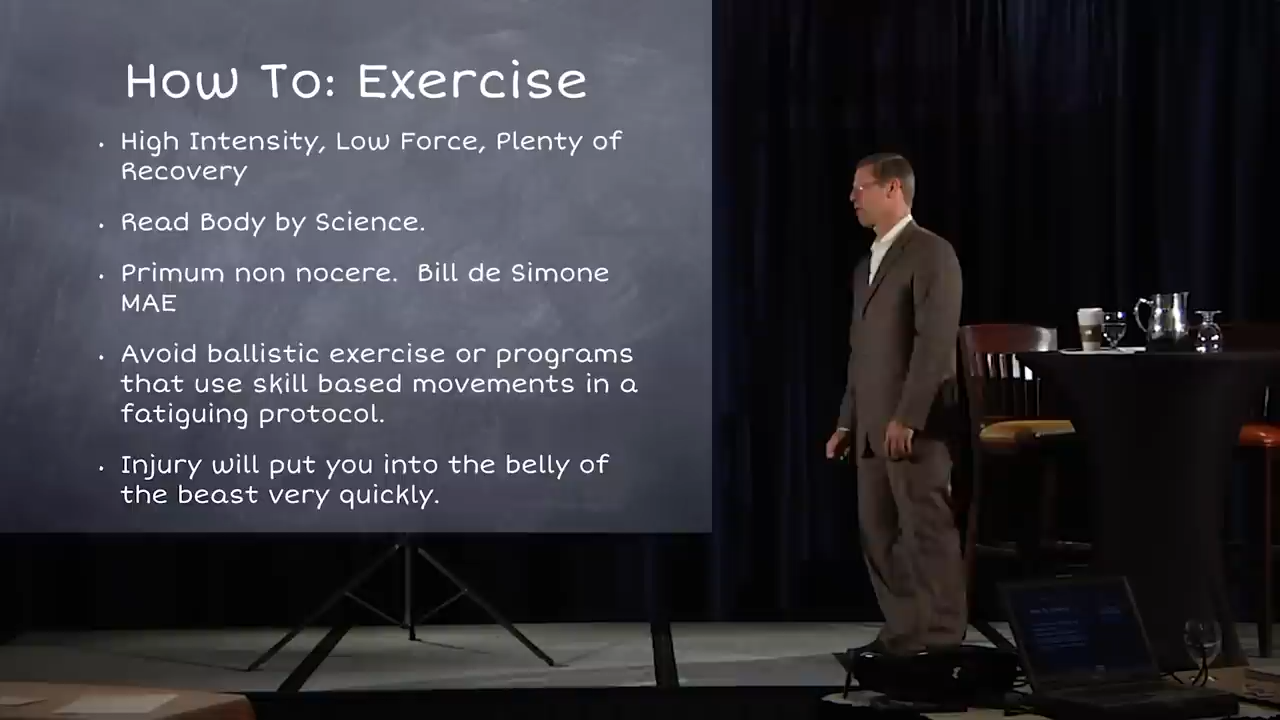 How To: Exercise
• High Intensity, Low Force, Plenty of
Recovery
• Read Body by Science.
• Primum non nocere.  Bill de Simone
MAE
• Avoid ballistic exercise or programs
that use skill based movements in a
fatiguing protocol.
• Injury will put you into the belly of
the beast very quickly.